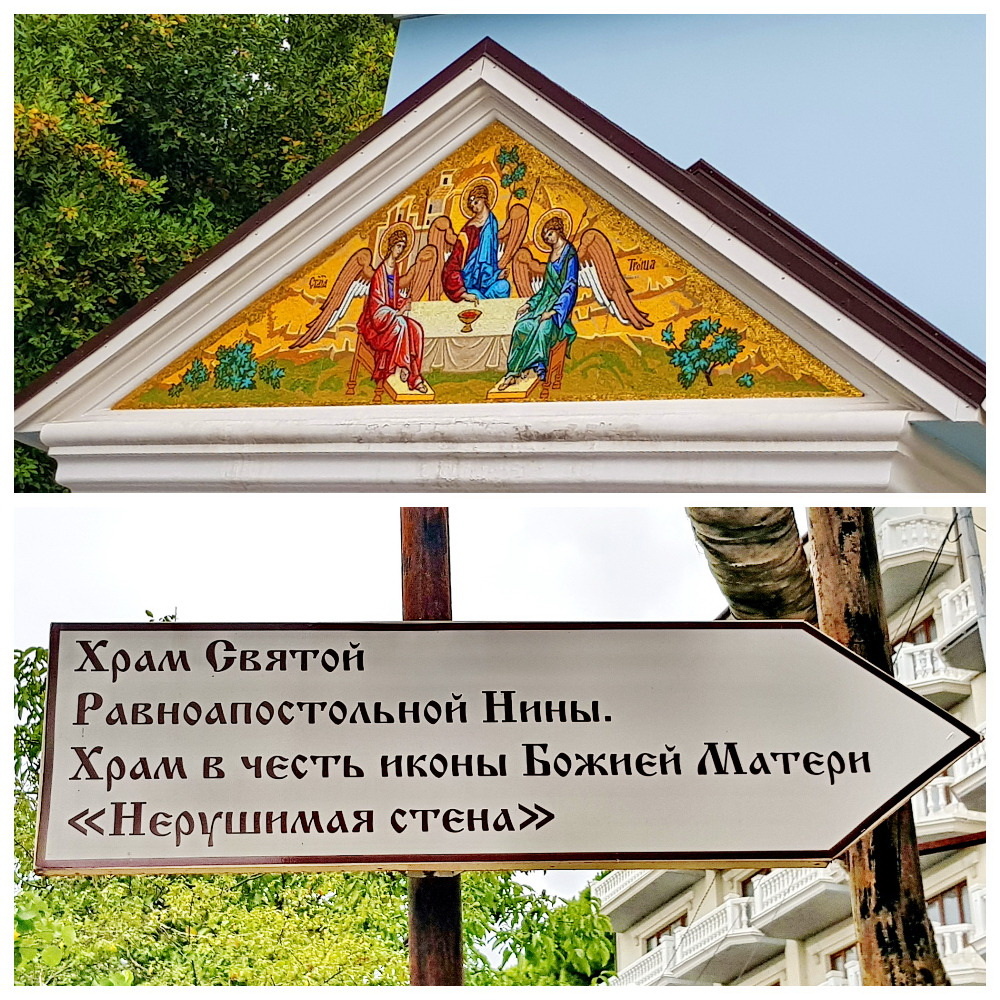 Троица
Храм Святой
Равноапостольной Нины.
Храм в честь иконы Божией Матери
«Нерушимая стена»